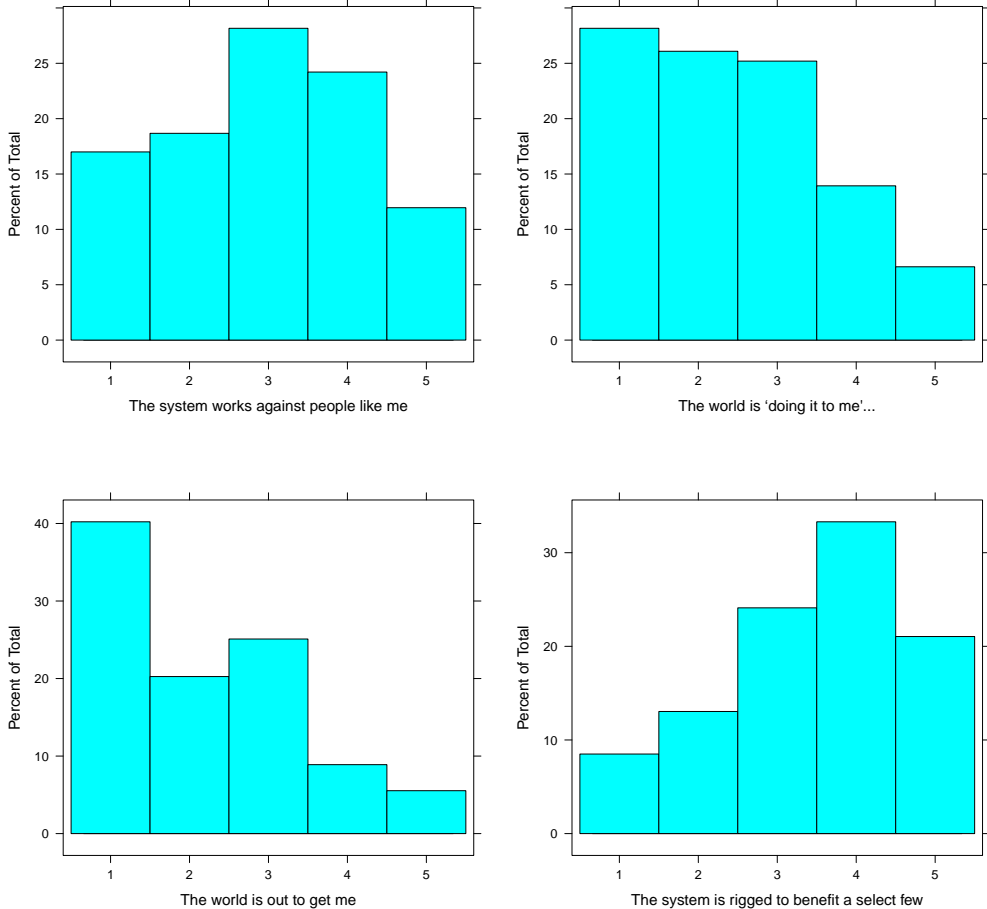 Percent of Total
25
20
15
10
5
0
1 2 3 4 5
The system works against people like me
Percent of Total
25
20
15
10
5
0
1 2 3 4 5
The world is ‘doing it to me’...
Percent of Total
40
30
20
10
0
1 2 3 4 5
The world is out to get me
Percent of Total
30
20
10
0
1 2 3 4 5
The system is rigged to benefit a select few